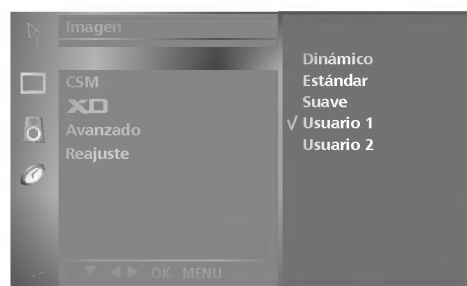 Imagen
CSM
XD
Avanzado
Reajuste
Dinámico
Estándar
Suave
√ Usuario 1
Usuario 2
▼ ◄ ► OK MENU